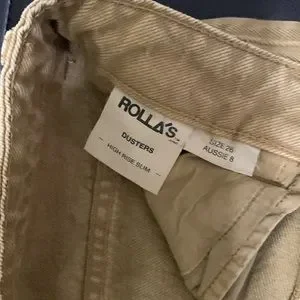 ROLLA'S
DUSTERS
HIGH RISE SLIM
SIZE 26
AUSSIE 8